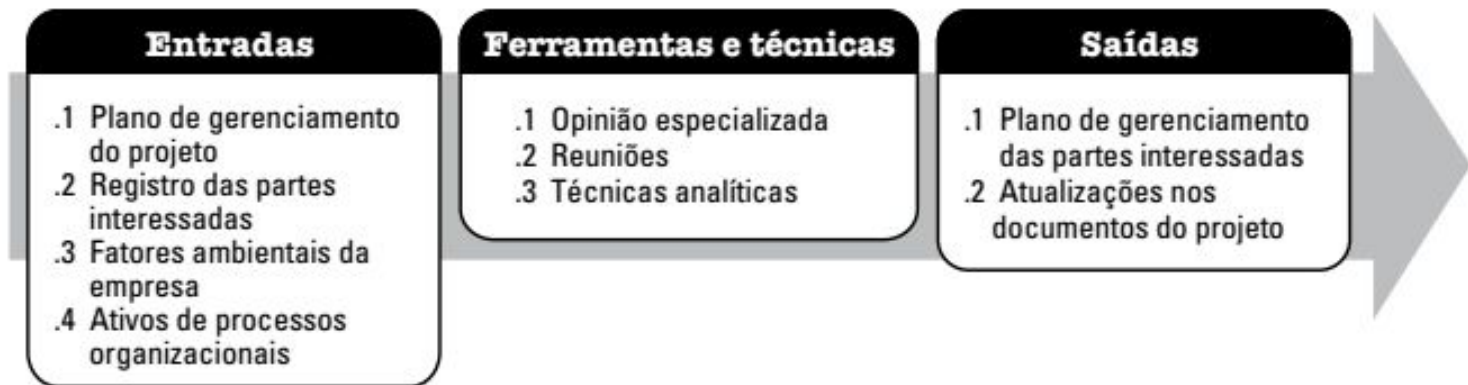 Entradas
.1 Plano de gerenciamento
do projeto
.2 Registro das partes
interessadas
.3 Fatores ambientais da
empresa
.4 Ativos de processos
organizacionais
Ferramentas e técnicas
.1 Opinião especializada
.2 Reuniões
.3 Técnicas analíticas
Saídas
.1 Plano de gerenciamento
das partes interessadas
.2 Atualizações nos
documentos do projeto